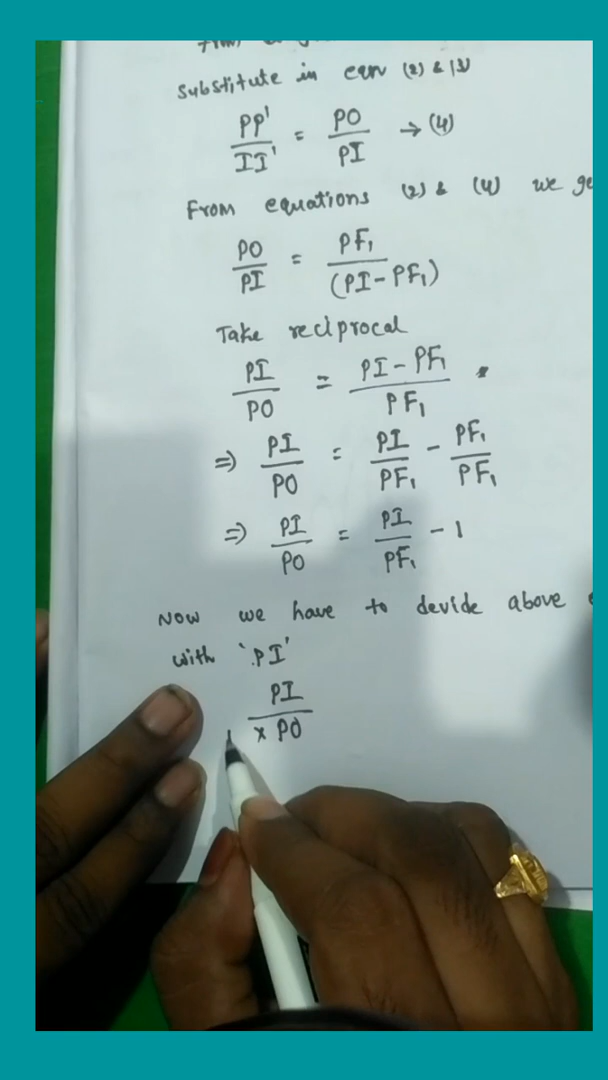 Substitute in eqn (2) & (3)
PP'/II' = PO/PI → (4)
From equations (2) & (4) we ge
PO/PI = PF₁/(PI-PF₁)
Take reciprocal
PI/PO = PI-PF₁/PF₁
⇒ PI/PO = PI/PF₁ - PF₁/PF₁
⇒ PI/PO = PI/PF₁ - 1
Now we have to devide above
with 'PI'
PI/× PO